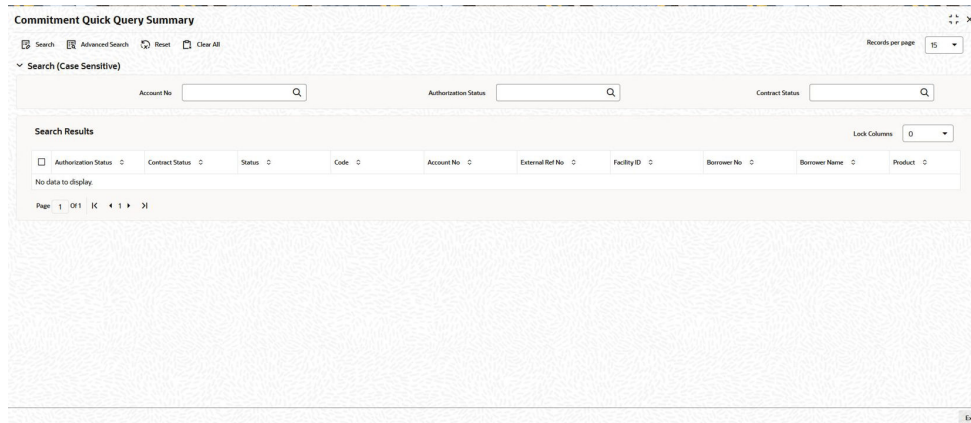 Commitment Quick Query Summary
Search Advanced Search Reset Clear All Records per page 15
Search (Case Sensitive)
Account No Authorization Status Contract Status
Search Results Lock Columns 0
Authorization Status Contract Status Status Code Account No External Ref No Facility ID Borrower No Borrower Name Product
No data to display.
Page 1 Of 1 1